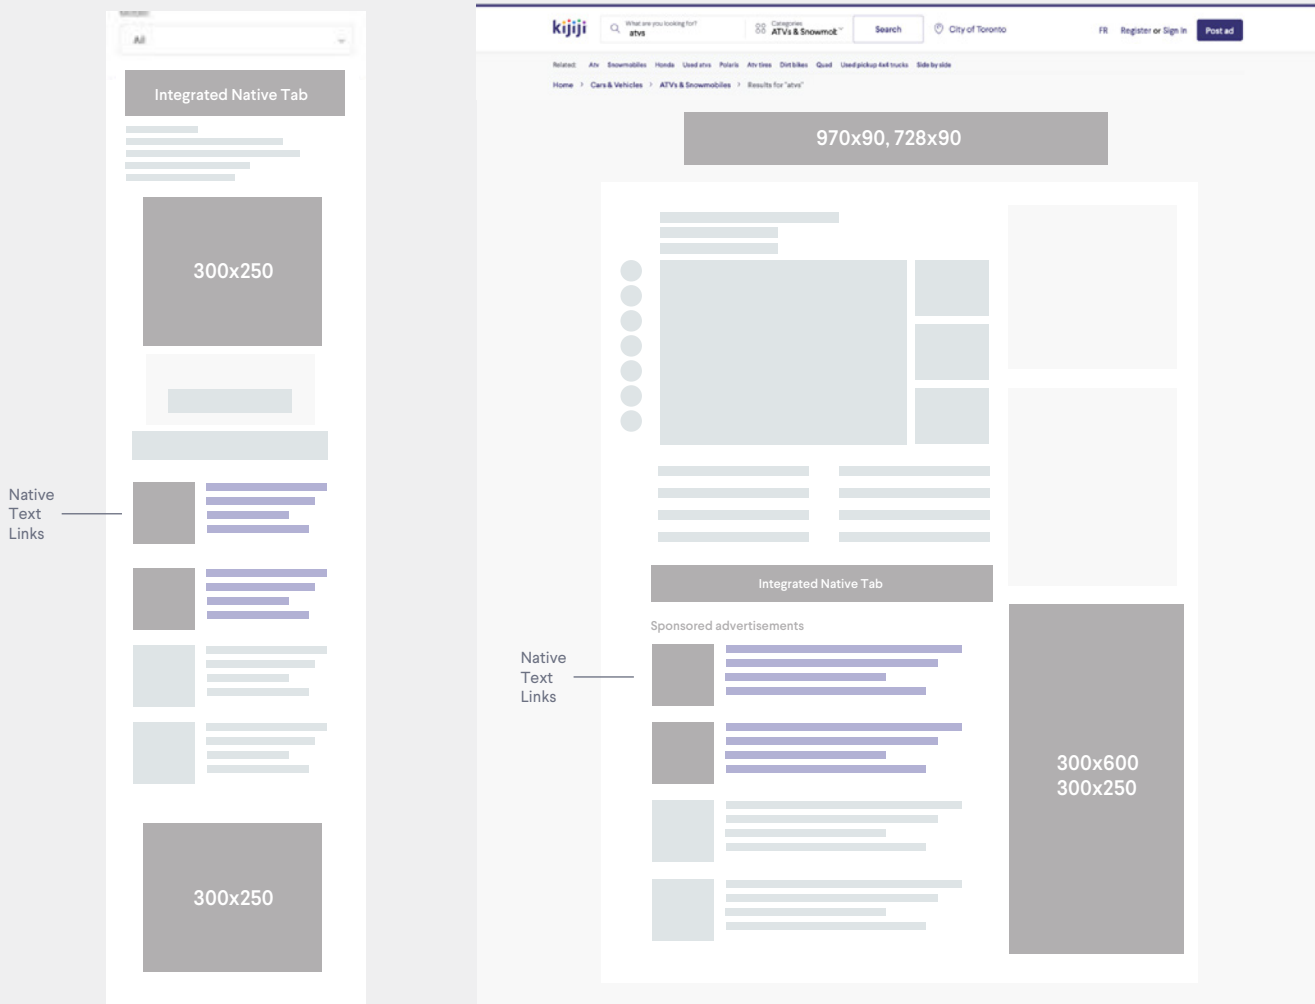 All
Integrated Native Tab
300x250
Native
Text
Links
300x250
kijiji
What are you looking for?
atvs
Categories
ATVs & Snowmot
Search
City of Toronto
FR
Register or Sign In
Post ad
Related: Atv Snowmobiles Honda Used atvs Polaris Atv tires Dirt bikes Quad Used pickup 4x4 trucks Side by side
Home > Cars & Vehicles > ATVs & Snowmobiles > Results for "atvs"
970x90, 728x90
Integrated Native Tab
Sponsored advertisements
Native
Text
Links
300x600
300x250